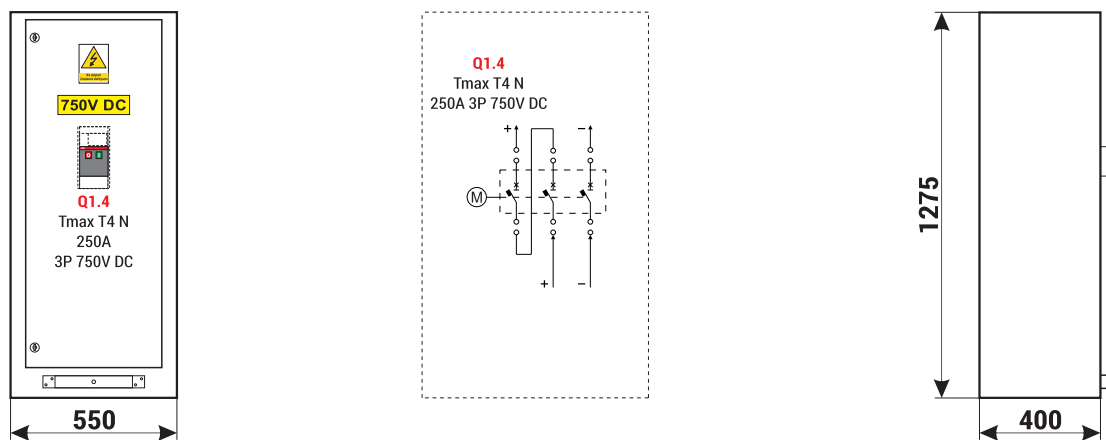 750V DC
Q1.4
Tmax T4 N
250A
3P 750V DC
550
Q1.4
Tmax T4 N
250A 3P 750V DC
+
−
M
+
−
1275
400